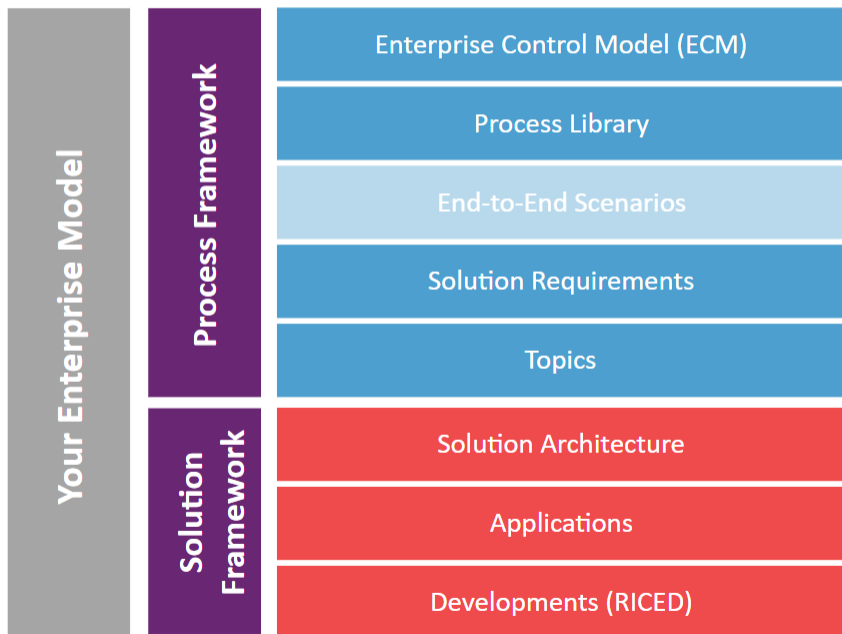 Your Enterprise Model
Process Framework
Enterprise Control Model (ECM)
Process Library
End-to-End Scenarios
Solution Requirements
Topics
Solution
Framework
Solution Architecture
Applications
Developments (RICED)